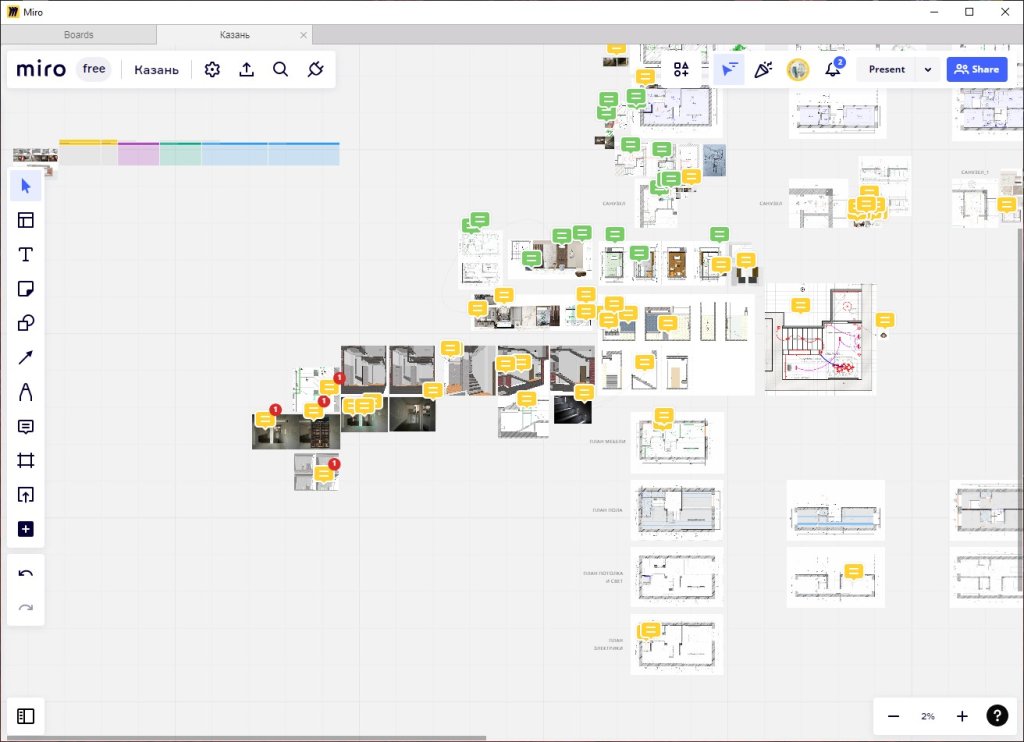 Miro
Boards
Казань
miro
free
Казань
2
Present
Share
САНУЗЕЛ
САНУЗЕЛ
САНУЗЕЛ_1
1
1
1
1
ПЛАН МЕБЕЛИ
ПЛАН ПОЛА
ПЛАН ПОТОЛКА
И СВЕТ
ПЛАН
ЭЛЕКТРИКИ
2%
?